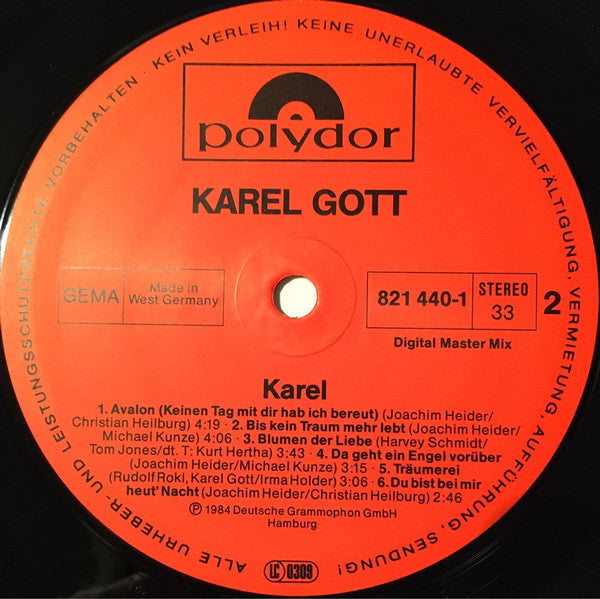 ALLE URHEBER- UND LEISTUNGSSCHUTZRECHTE VORBEHALTEN · KEIN VERLEIH! KEINE UNERLAUBTE VERVIELFÄLTIGUNG, VERMIETUNG, AUFFÜHRUNG, SENDUNG!
polydor
KAREL GOTT
GEMA
Made in
West Germany
821 440-1
STEREO
33
2
Digital Master Mix
Karel
1. Avalon (Keinen Tag mit dir hab ich bereut) (Joachim Heider/
Christian Heilburg) 4:19 · 2. Bis kein Traum mehr lebt (Joachim Heider/
Michael Kunze) 4:06 · 3. Blumen der Liebe (Harvey Schmidt/
Tom Jones/dt. T: Kurt Hertha) 3:43 · 4. Da geht ein Engel vorüber
(Joachim Heider/Michael Kunze) 3:15 · 5. Träumerei
(Rudolf Rokl, Karel Gott/Irma Holder) 3:06 · 6. Du bist bei mir
heut' Nacht (Joachim Heider/Christian Heilburg) 2:46
Ⓟ 1984 Deutsche Grammophon GmbH
Hamburg
LC 0309